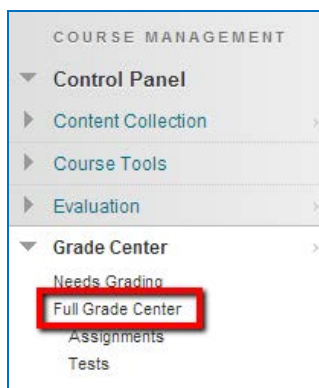 COURSE MANAGEMENT
Control Panel
Content Collection
Course Tools
Evaluation
Grade Center
Needs Grading
Full Grade Center
Assignments
Tests